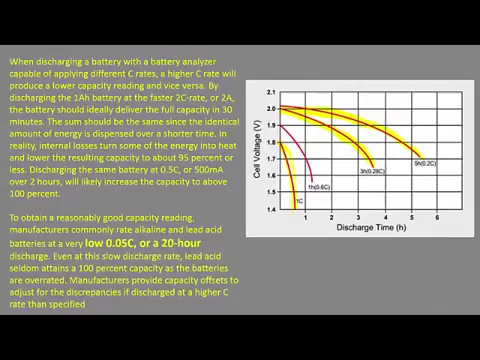 When discharging a battery with a battery analyzer
capable of applying different C rates, a higher C rate will
produce a lower capacity reading and vice versa. By
discharging the 1Ah battery at the faster 2C-rate, or 2A,
the battery should ideally deliver the full capacity in 30
minutes. The sum should be the same since the identical
amount of energy is dispensed over a shorter time. In
reality, internal losses turn some of the energy into heat
and lower the resulting capacity to about 95 percent or
less. Discharging the same battery at 0.5C, or 500mA
over 2 hours, will likely increase the capacity to above
100 percent.
To obtain a reasonably good capacity reading,
manufacturers commonly rate alkaline and lead acid
batteries at a very low 0.05C, or a 20-hour
discharge. Even at this slow discharge rate, lead acid
seldom attains a 100 percent capacity as the batteries
are overrated. Manufacturers provide capacity offsets to
adjust for the discrepancies if discharged at a higher C
rate than specified
Cell Voltage (V)
2.1
2.0
1.9
1.8
1.7
1.6
1.5
1.4
5h(0.2C)
3h(0.28C)
1h(0.6C)
1C
1 2 3 4 5 6
Discharge Time (h)